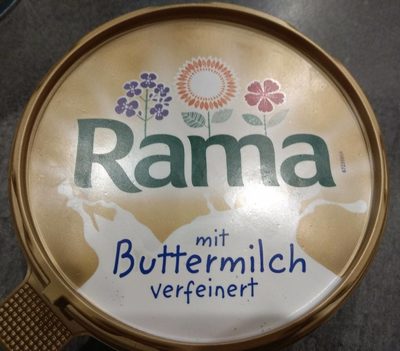 Rama
mit
Buttermilch
verfeinert